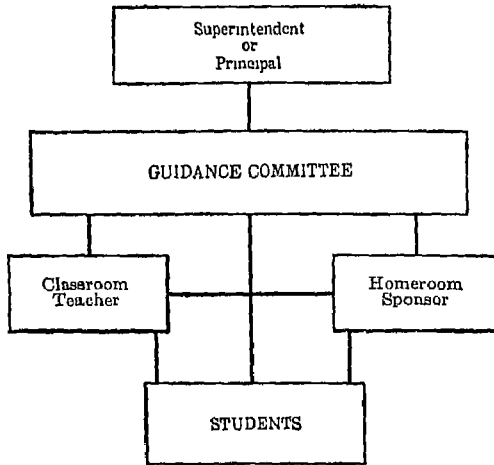 Superintendent
or
Principal
GUIDANCE COMMITTEE
Classroom
Teacher
Homeroom
Sponsor
STUDENTS